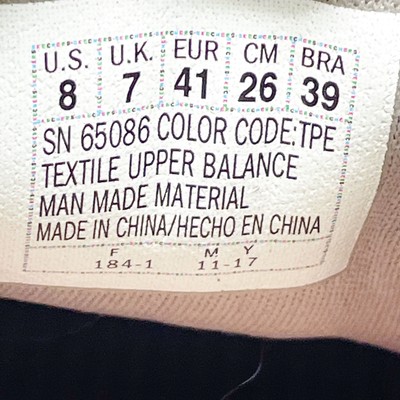 U.S. U.K. EUR CM BRA
8 7 41 26 39
SN 65086 COLOR CODE:TPE
TEXTILE UPPER BALANCE
MAN MADE MATERIAL
MADE IN CHINA/HECHO EN CHINA
F M Y
184-1 11-17